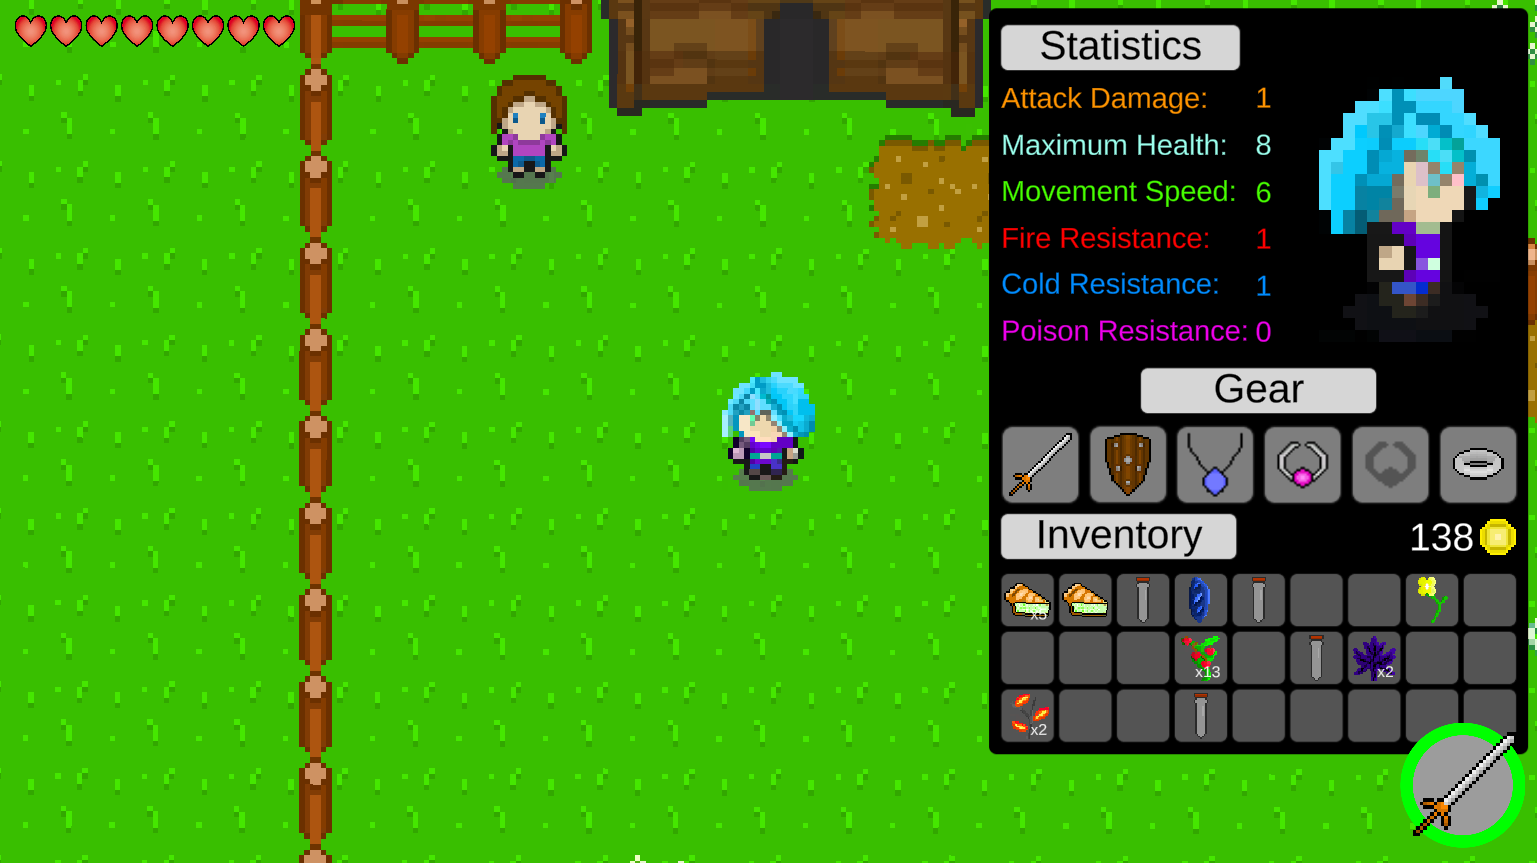 Statistics
Attack Damage: 1
Maximum Health: 8
Movement Speed: 6
Fire Resistance: 1
Cold Resistance: 1
Poison Resistance: 0
Gear
Inventory
138
x13
x2
x2